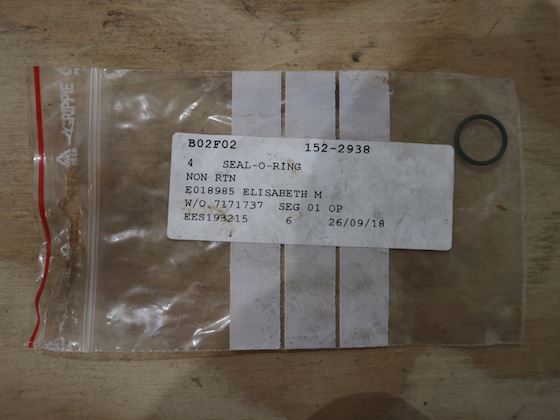 GRIPPIE
B02F02 152-2938
4 SEAL-O-RING
NON RTN
E018985 ELISABETH M
W/O 7171737 SEG 01 OP
EES193215 6 26/09/18